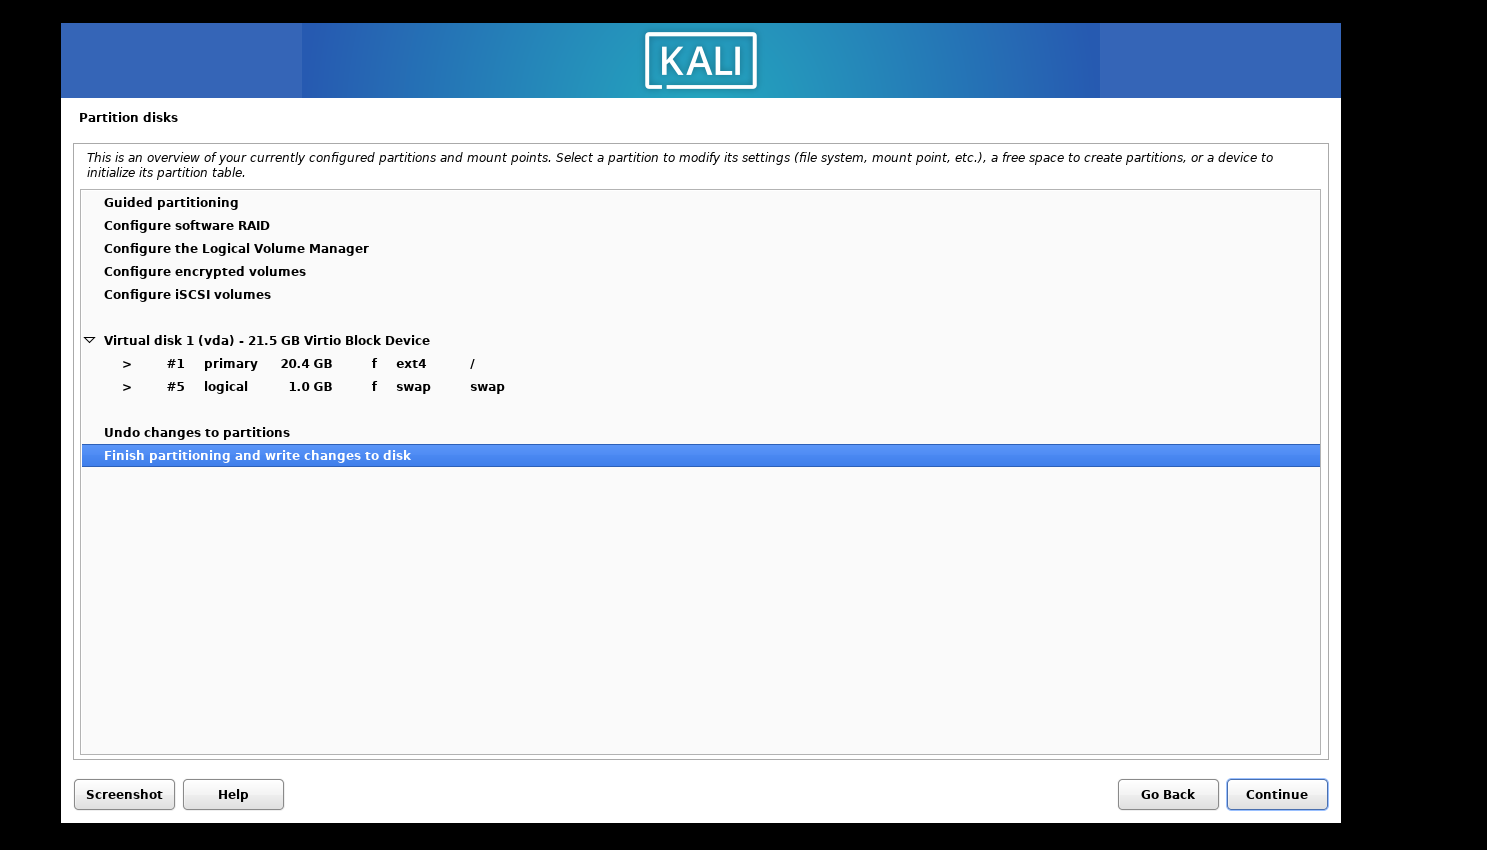 KALI
Partition disks
This is an overview of your currently configured partitions and mount points. Select a partition to modify its settings (file system, mount point, etc.), a free space to create partitions, or a device to
initialize its partition table.
Guided partitioning
Configure software RAID
Configure the Logical Volume Manager
Configure encrypted volumes
Configure iSCSI volumes
Virtual disk 1 (vda) - 21.5 GB Virtio Block Device
> #1 primary 20.4 GB f ext4 /
> #5 logical 1.0 GB f swap swap
Undo changes to partitions
Finish partitioning and write changes to disk
Screenshot Help Go Back Continue